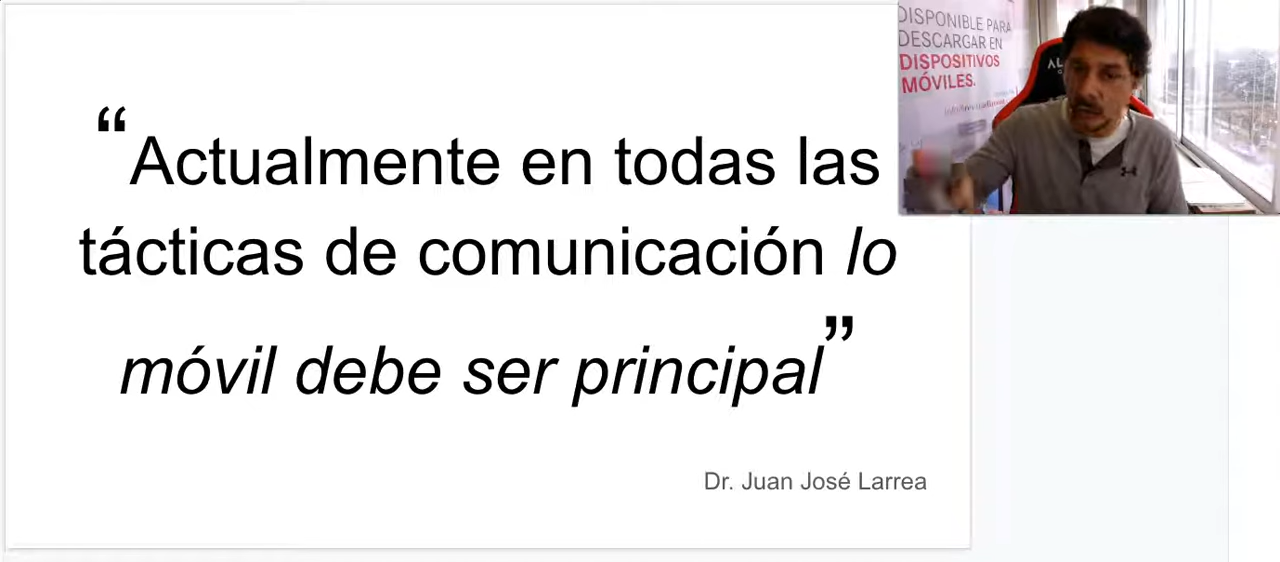 “Actualmente en todas las
tácticas de comunicación lo
móvil debe ser principal”
Dr. Juan José Larrea
DISPONIBLE PARA
DESCARGAR EN
DISPOSITIVOS
MÓVILES.